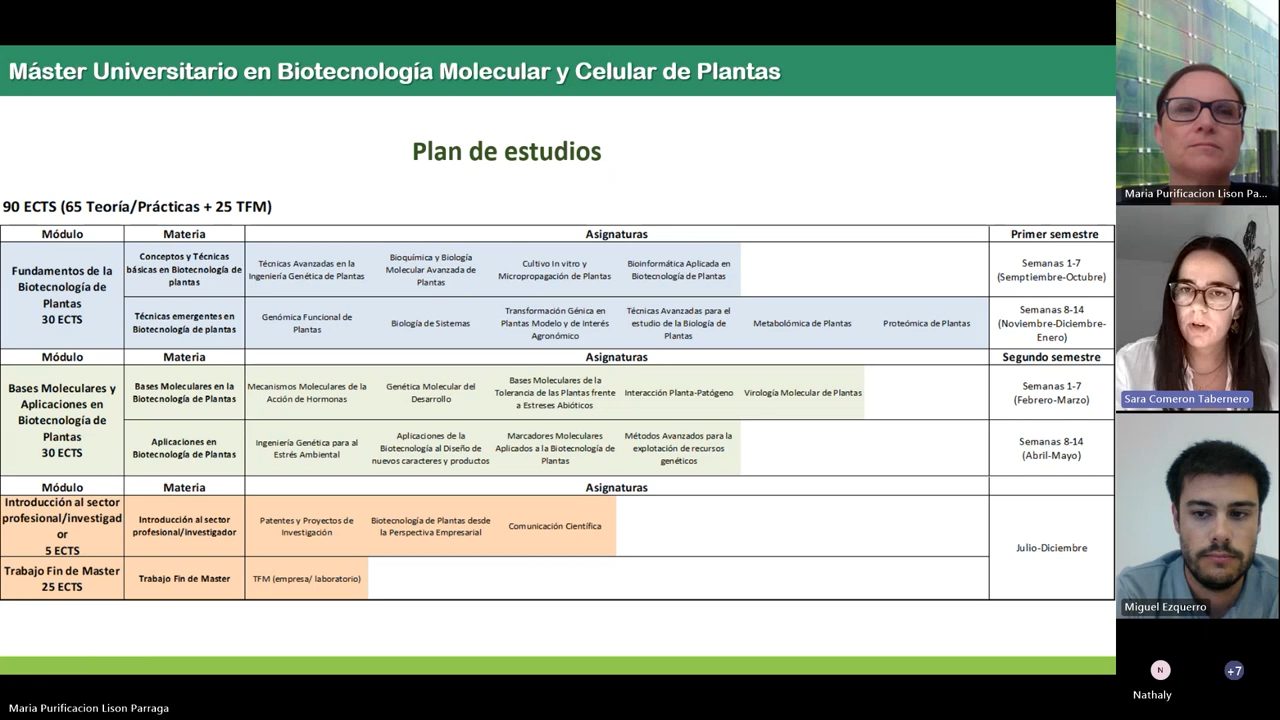 Máster Universitario en Biotecnología Molecular y Celular de Plantas
Plan de estudios
90 ECTS (65 Teoría/Prácticas + 25 TFM)
Módulo
Materia
Asignaturas
Primer semestre
Fundamentos de la
Biotecnología de
Plantas
30 ECTS
Conceptos y Técnicas
básicas en Biotecnología de
plantas
Técnicas Avanzadas en la
Ingeniería Genética de Plantas
Bioquímica y Biología
Molecular Avanzada de
Plantas
Cultivo In vitro y
Micropropagación de Plantas
Bioinformática Aplicada en
Biotecnología de Plantas
Semanas 1-7
(Semptiembre-Octubre)
Técnicas emergentes en
Biotecnología de plantas
Genómica Funcional de
Plantas
Biología de Sistemas
Transformación Génica en
Plantas Modelo y de Interés
Agronómico
Técnicas Avanzadas para el
estudio de la Biología de
Plantas
Metabolómica de Plantas
Proteómica de Plantas
Semanas 8-14
(Noviembre-Diciembre-
Enero)
Módulo
Materia
Asignaturas
Segundo semestre
Bases Moleculares y
Aplicaciones en
Biotecnología de
Plantas
30 ECTS
Bases Moleculares en la
Biotecnología de Plantas
Mecanismos Moleculares de la
Acción de Hormonas
Genética Molecular del
Desarrollo
Bases Moleculares de la
Tolerancia de las Plantas frente
a Estreses Abióticos
Interacción Planta-Patógeno
Virología Molecular de Plantas
Semanas 1-7
(Febrero-Marzo)
Aplicaciones en
Biotecnología de Plantas
Ingeniería Genética para al
Estrés Ambiental
Aplicaciones de la
Biotecnología al Diseño de
nuevos caracteres y productos
Marcadores Moleculares
Aplicados a la Biotecnología de
Plantas
Métodos Avanzados para la
explotación de recursos
genéticos
Semanas 8-14
(Abril-Mayo)
Módulo
Materia
Asignaturas
Introducción al sector
profesional/investigad
or
5 ECTS
Introducción al sector
profesional/investigador
Patentes y Proyectos de
Investigación
Biotecnología de Plantas desde
la Perspectiva Empresarial
Comunicación Científica
Julio-Diciembre
Trabajo Fin de Master
25 ECTS
Trabajo Fin de Master
TFM (empresa/ laboratorio)
Maria Purificacion Lison Pa...
Sara Comeron Tabernero
Miguel Ezquerro
N
+7
Nathaly
Maria Purificacion Lison Parraga